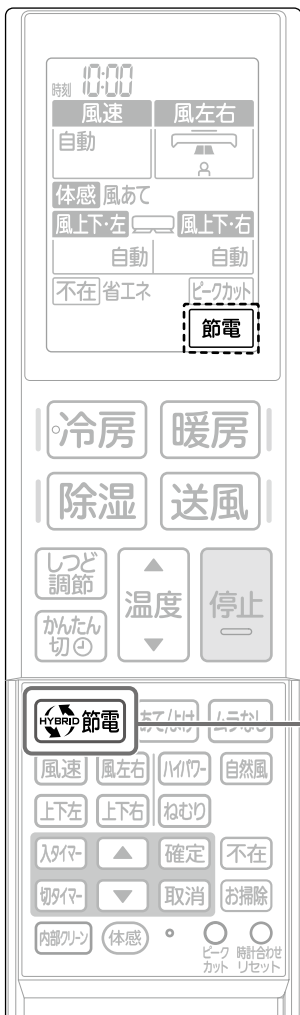 時刻 10:00
風速 風左右
自動
体感 風あて
風上下・左 風上下・右
自動 自動
不在 省エネ ピークカット
節電
冷房 暖房
除湿 送風
しつど調節
温度
停止
かんたん切
HYBRID 節電 あて/よけ ムラなし
風速 風左右 ハイパワー 自然風
上下左 上下右 ねむり
入タイマー ▲ 確定 不在
切タイマー ▼ 取消 お掃除
内部クリーン 体感
ピークカット 時計合わせ
リセット